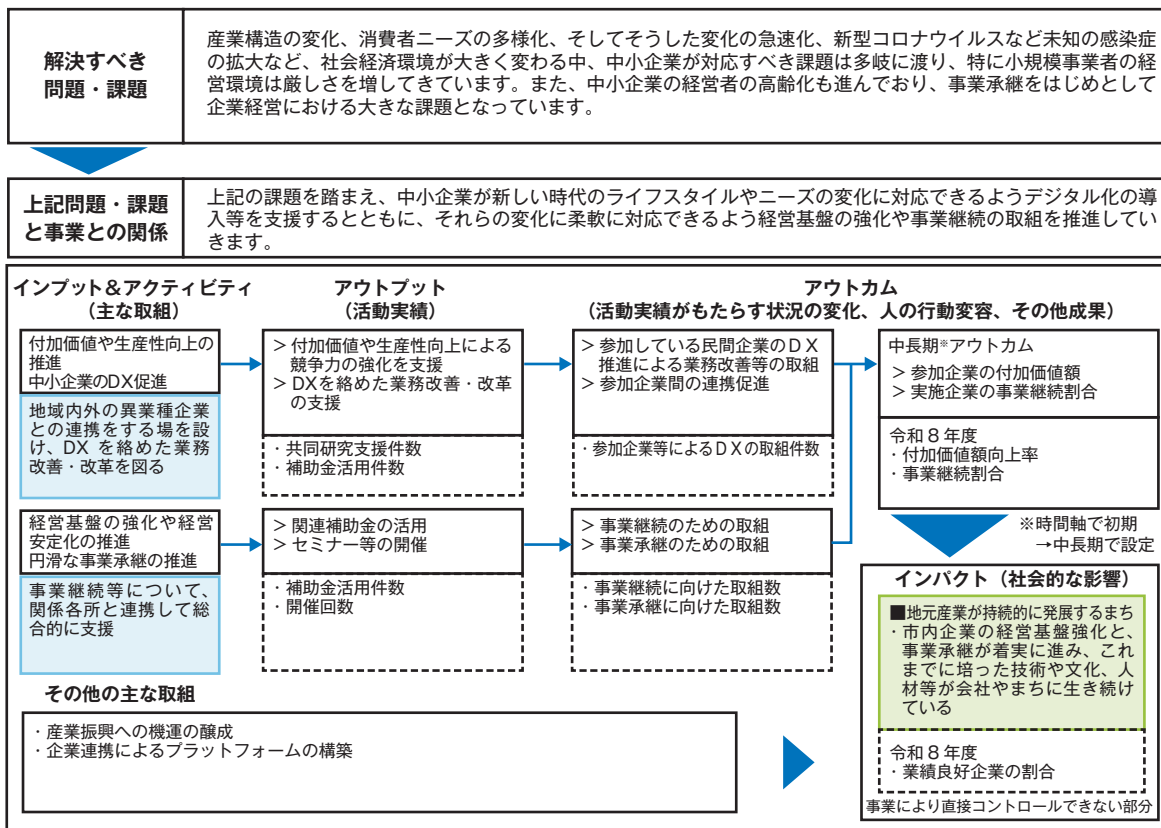 解決すべき
問題・課題
産業構造の変化、消費者ニーズの多様化、そしてそうした変化の急速化、新型コロナウイルスなど未知の感染症
の拡大など、社会経済環境が大きく変わる中、中小企業が対応すべき課題は多岐に渡り、特に小規模事業者の経
営環境は厳しさを増してきています。また、中小企業の経営者の高齢化も進んでおり、事業承継をはじめとして
企業経営における大きな課題となっています。
上記問題・課題
と事業との関係
上記の課題を踏まえ、中小企業が新しい時代のライフスタイルやニーズの変化に対応できるようデジタル化の導
入等を支援するとともに、それらの変化に柔軟に対応できるよう経営基盤の強化や事業継続の取組を推進してい
きます。
インプット＆アクティビティ
（主な取組）
付加価値や生産性向上の
推進
中小企業のDX促進
地域内外の異業種企業
との連携をする場を設
け、DX を絡めた業務
改善・改革を図る
経営基盤の強化や経営
安定化の推進
円滑な事業承継の推進
事業継続等について、
関係各所と連携して総
合的に支援
アウトプット
（活動実績）
＞付加価値や生産性向上による
競争力の強化を支援
＞DXを絡めた業務改善・改革
の支援
・共同研究支援件数
・補助金活用件数
＞関連補助金の活用
＞セミナー等の開催
・補助金活用件数
・開催回数
アウトカム
（活動実績がもたらす状況の変化、人の行動変容、その他成果）
＞参加している民間企業のＤＸ
推進による業務改善等の取組
＞参加企業間の連携促進
・参加企業等によるＤＸの取組件数
＞事業継続のための取組
＞事業承継のための取組
・事業継続に向けた取組数
・事業承継に向けた取組数
中長期※アウトカム
＞参加企業の付加価値額
＞実施企業の事業継続割合
令和８年度
・付加価値額向上率
・事業継続割合
※時間軸で初期
→中長期で設定
インパクト（社会的な影響）
■地元産業が持続的に発展するまち
・市内企業の経営基盤強化と、
事業承継が着実に進み、これ
までに培った技術や文化、人
材等が会社やまちに生き続け
ている
令和８年度
・業績良好企業の割合
事業により直接コントロールできない部分
その他の主な取組
・産業振興への機運の醸成
・企業連携によるプラットフォームの構築